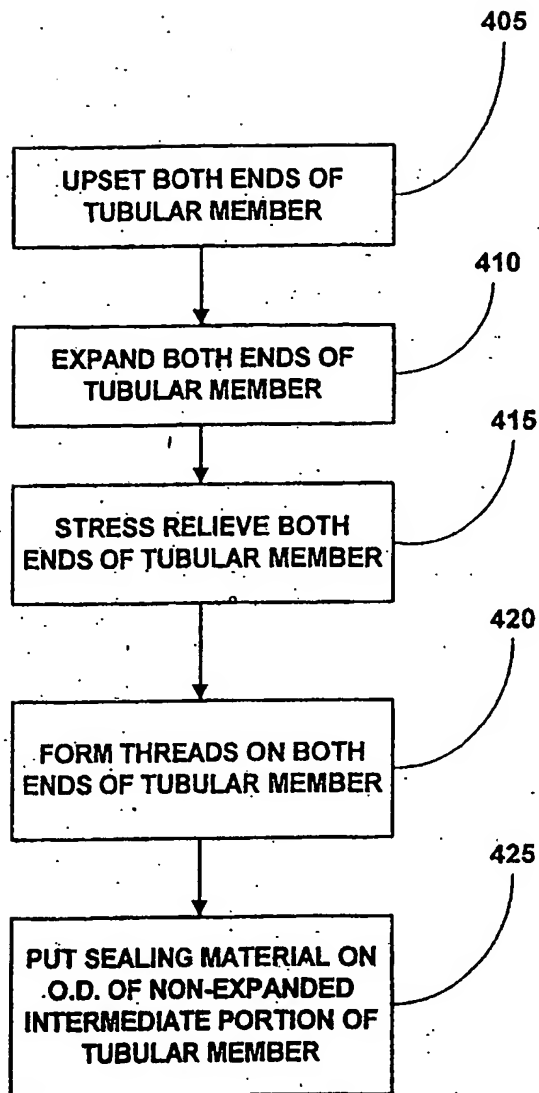 405
UPSET BOTH ENDS OF
TUBULAR MEMBER
410
EXPAND BOTH ENDS OF
TUBULAR MEMBER
415
STRESS RELIEVE BOTH
ENDS OF TUBULAR MEMBER
420
FORM THREADS ON BOTH
ENDS OF TUBULAR MEMBER
425
PUT SEALING MATERIAL ON
O.D. OF NON-EXPANDED
INTERMEDIATE PORTION OF
TUBULAR MEMBER